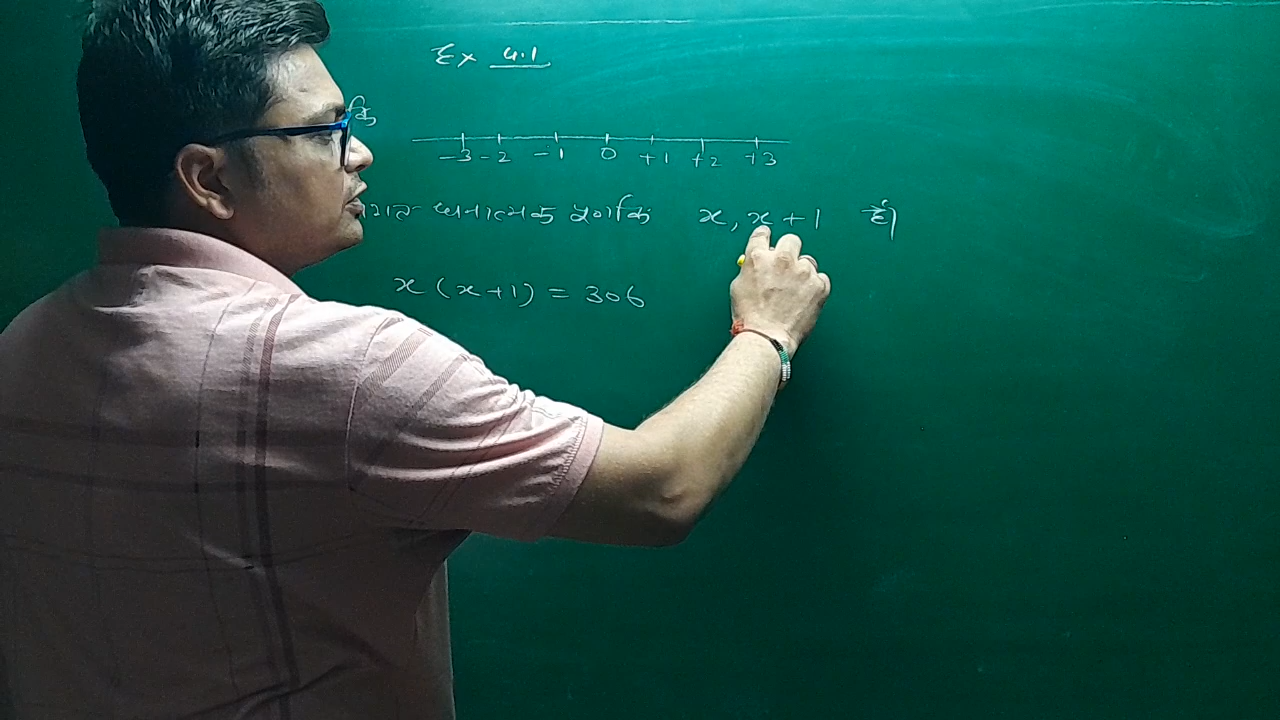 Ex 4.1
-3 -2 -1 0 +1 +2 +3
धनात्मक पूर्णांक x, x+1 हैं
x (x+1) = 306